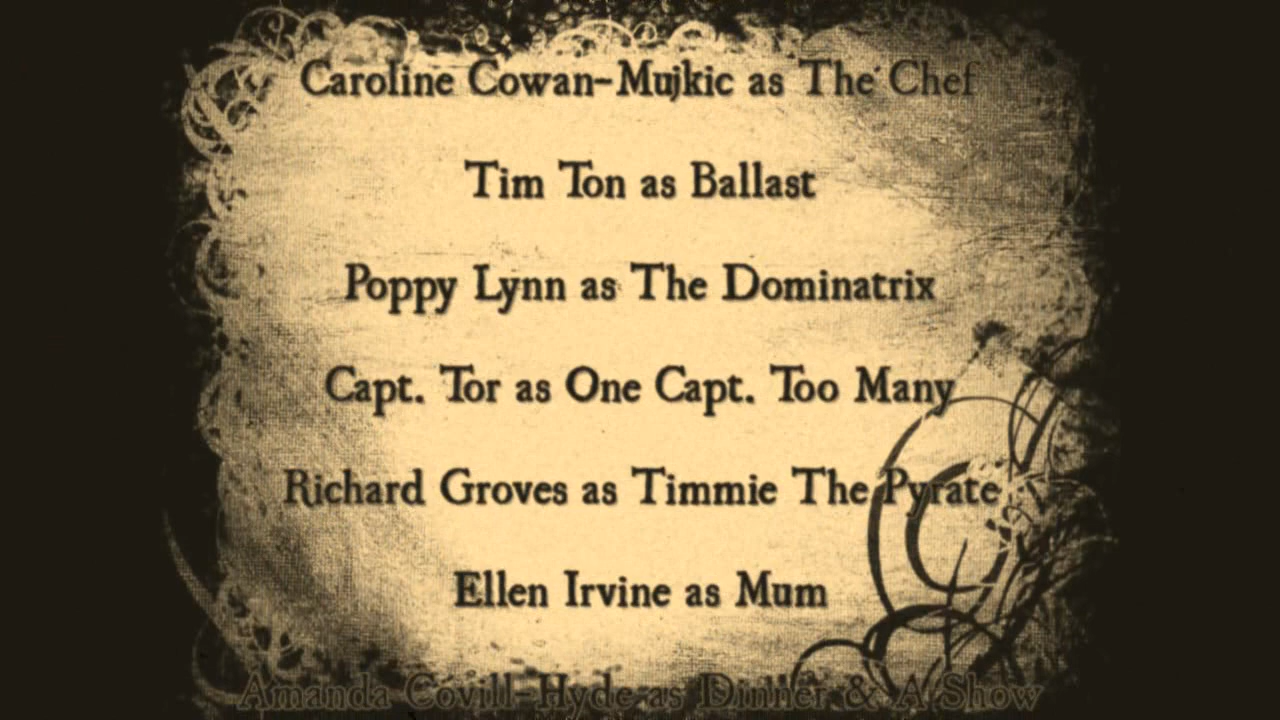 Caroline Cowan-Mujkic as The Chef
Tim Ton as Ballast
Poppy Lynn as The Dominatrix
Capt. Tor as One Capt. Too Many
Richard Groves as Timmie The Pyrate
Ellen Irvine as Mum
Amanda Covill-Hyde as Dinner & A Show